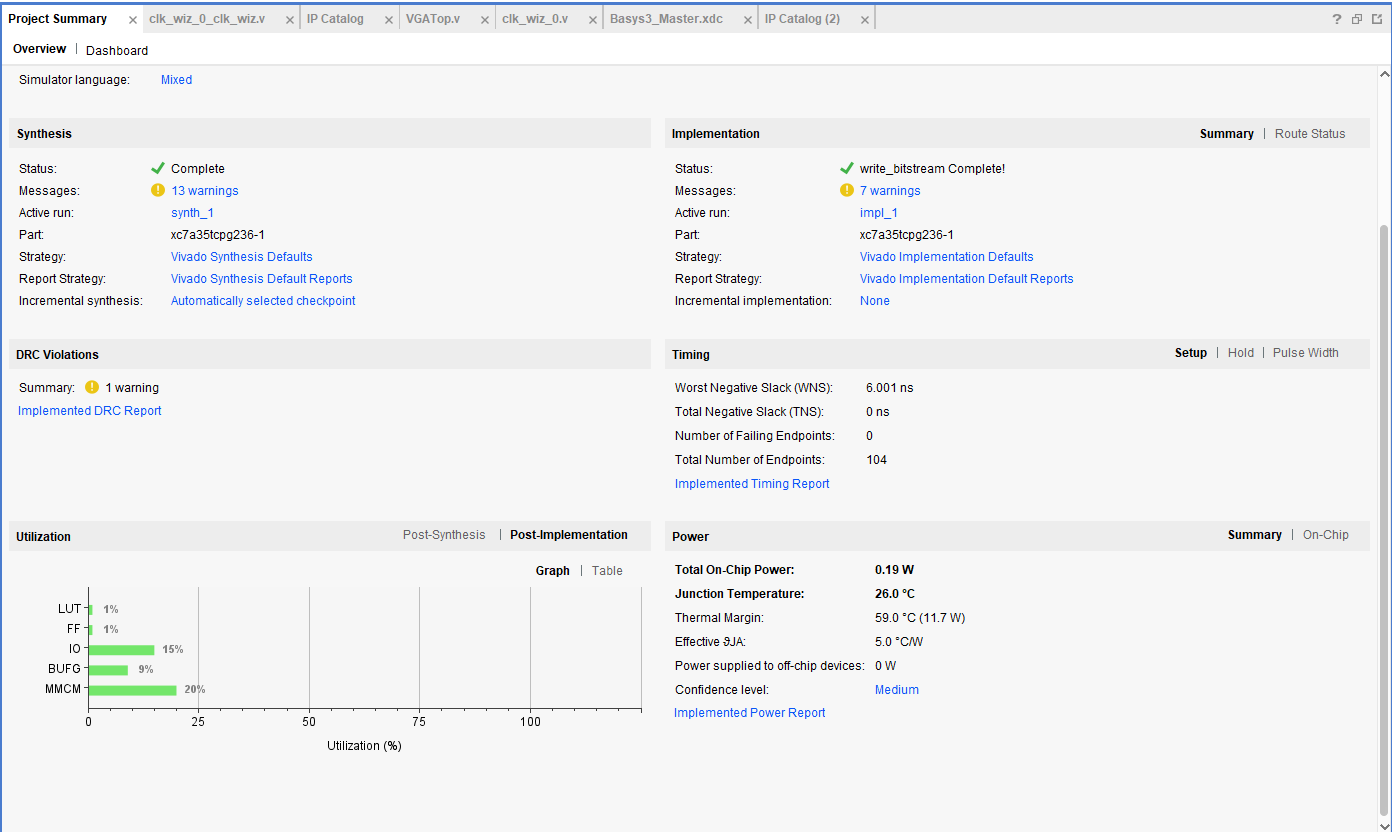 Project Summary × clk_wiz_0_clk_wiz.v × IP Catalog × VGATop.v × clk_wiz_0.v × Basys3_Master.xdc × IP Catalog (2) × ?
Overview | Dashboard
Simulator language: Mixed
Synthesis
Status: Complete
Messages: 13 warnings
Active run: synth_1
Part: xc7a35tcpg236-1
Strategy: Vivado Synthesis Defaults
Report Strategy: Vivado Synthesis Default Reports
Incremental synthesis: Automatically selected checkpoint
Implementation Summary | Route Status
Status: write_bitstream Complete!
Messages: 7 warnings
Active run: impl_1
Part: xc7a35tcpg236-1
Strategy: Vivado Implementation Defaults
Report Strategy: Vivado Implementation Default Reports
Incremental implementation: None
DRC Violations
Summary: 1 warning
Implemented DRC Report
Timing Setup | Hold | Pulse Width
Worst Negative Slack (WNS): 6.001 ns
Total Negative Slack (TNS): 0 ns
Number of Failing Endpoints: 0
Total Number of Endpoints: 104
Implemented Timing Report
Utilization Post-Synthesis | Post-Implementation
Graph | Table
LUT 1%
FF 1%
IO 15%
BUFG 9%
MMCM 20%
0 25 50 75 100
Utilization (%)
Power Summary | On-Chip
Total On-Chip Power: 0.19 W
Junction Temperature: 26.0 °C
Thermal Margin: 59.0 °C (11.7 W)
Effective ϑJA: 5.0 °C/W
Power supplied to off-chip devices: 0 W
Confidence level: Medium
Implemented Power Report